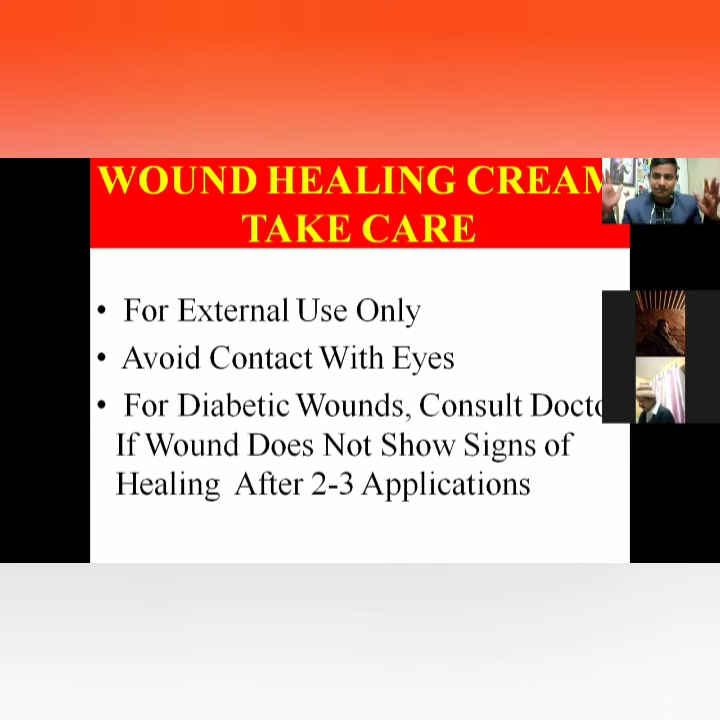 WOUND HEALING CREAM
TAKE CARE
• For External Use Only
• Avoid Contact With Eyes
• For Diabetic Wounds, Consult Docto
If Wound Does Not Show Signs of
Healing After 2-3 Applications